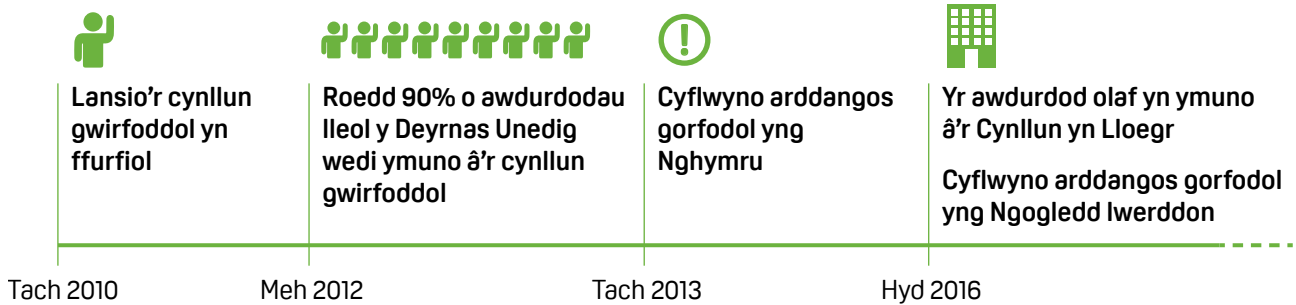 Lansio'r cynllun
gwirfoddol yn
ffurfiol
Roedd 90% o awdurdodau
lleol y Deyrnas Unedig
wedi ymuno â'r cynllun
gwirfoddol
Cyflwyno arddangos
gorfodol yng
Nghymru
Yr awdurdod olaf yn ymuno
â'r Cynllun yn Lloegr
Cyflwyno arddangos gorfodol
yng Ngogledd Iwerddon
Tach 2010
Meh 2012
Tach 2013
Hyd 2016